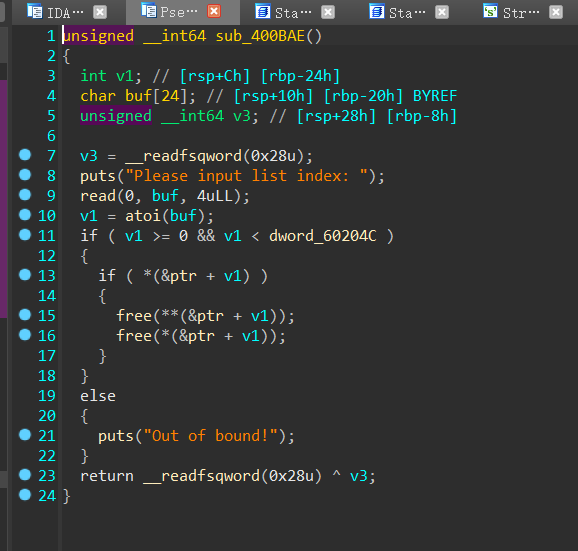 IDA⋯ Pse⋯ Sta⋯ Sta⋯ Str⋯
1 unsigned __int64 sub_400BAE()
2 {
3 int v1; // [rsp+Ch] [rbp-24h]
4 char buf[24]; // [rsp+10h] [rbp-20h] BYREF
5 unsigned __int64 v3; // [rsp+28h] [rbp-8h]
6
7 v3 = __readfsqword(0x28u);
8 puts("Please input list index: ");
9 read(0, buf, 4uLL);
10 v1 = atoi(buf);
11 if ( v1 >= 0 && v1 < dword_60204C )
12 {
13 if ( *(&ptr + v1) )
14 {
15 free(**(&ptr + v1));
16 free(*(&ptr + v1));
17 }
18 }
19 else
20 {
21 puts("Out of bound!");
22 }
23 return __readfsqword(0x28u) ^ v3;
24 }